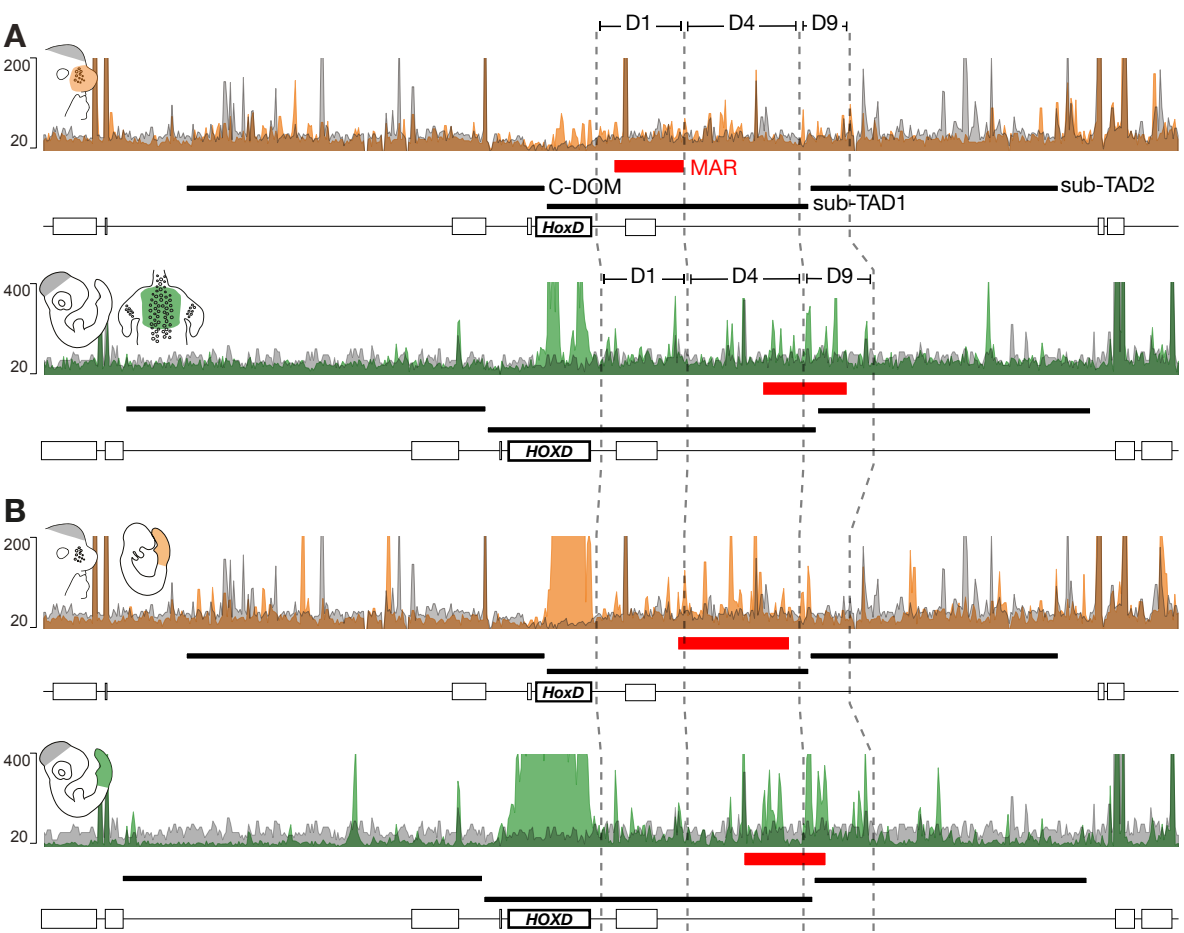 D1 D4 D9
A
200
20
MAR
C-DOM sub-TAD2
sub-TAD1
HoxD
D1 D4 D9
400
20
HOXD
B
200
20
HoxD
400
20
HOXD